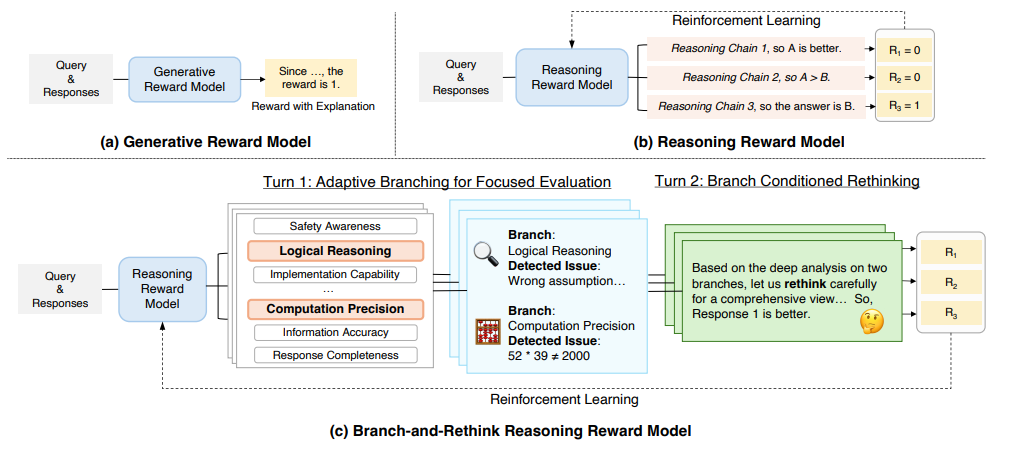 Query
&
Responses
Generative
Reward Model
Since ..., the
reward is 1.
Reward with Explanation
(a) Generative Reward Model
Reinforcement Learning
Query
&
Responses
Reasoning
Reward Model
Reasoning Chain 1, so A is better.
Reasoning Chain 2, so A > B.
Reasoning Chain 3, so the answer is B.
R₁ = 0
R₂ = 0
R₃ = 1
(b) Reasoning Reward Model
Turn 1: Adaptive Branching for Focused Evaluation
Turn 2: Branch Conditioned Rethinking
Query
&
Responses
Reasoning
Reward
Model
Safety Awareness
Logical Reasoning
Implementation Capability
...
Computation Precision
Information Accuracy
Response Completeness
Branch:
Logical Reasoning
Detected Issue:
Wrong assumption...
Branch:
Computation Precision
Detected Issue:
52 * 39 ≠ 2000
Based on the deep analysis on two
branches, let us rethink carefully
for a comprehensive view... So,
Response 1 is better.
R₁
R₂
R₃
Reinforcement Learning
(c) Branch-and-Rethink Reasoning Reward Model